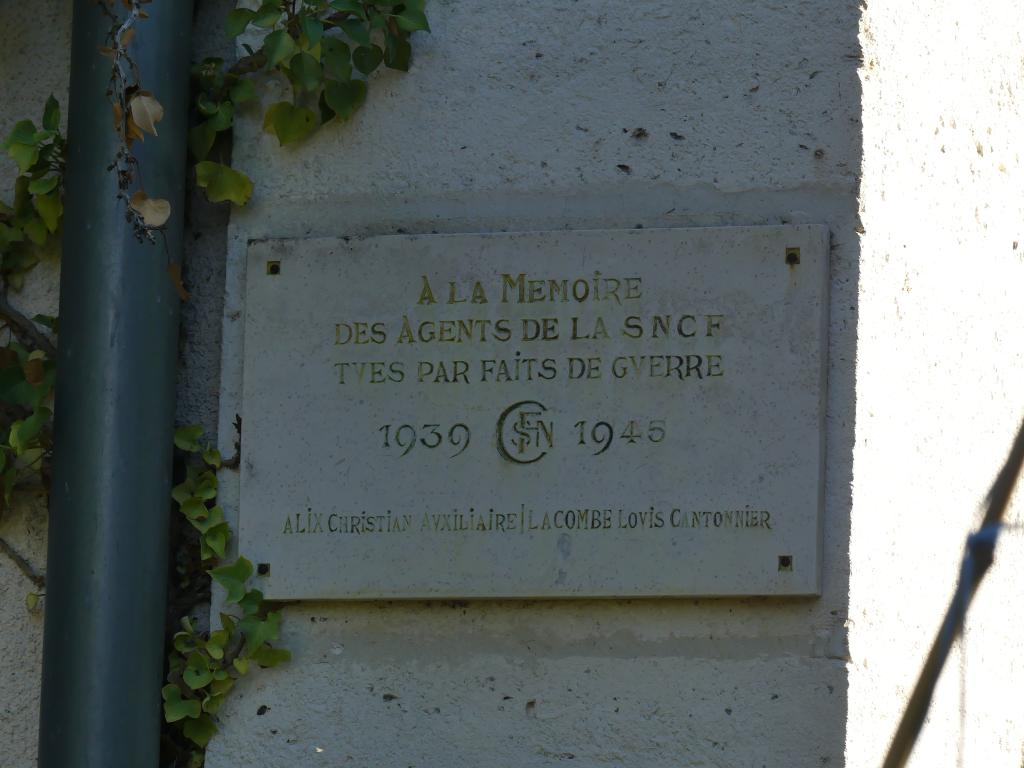 A LA MEMOIRE
DES AGENTS DE LA SNCF
TVES PAR FAITS DE GVERRE
1939 SNCF 1945
ALIX CHRISTIAN AVXILIAIRE | LACOMBE LOVIS CANTONNIER